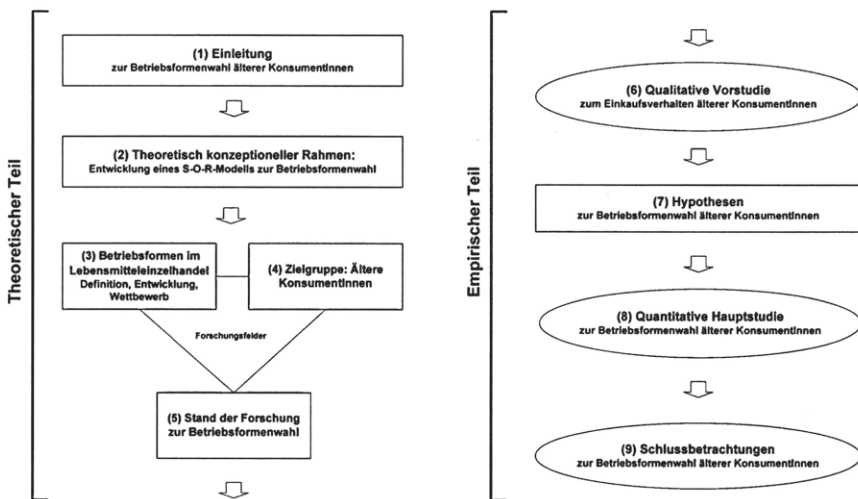 Theoretischer Teil
(1) Einleitung
zur Betriebsformenwahl älterer KonsumentInnen
(2) Theoretisch konzeptioneller Rahmen:
Entwicklung eines S-O-R-Modells zur Betriebsformenwahl
(3) Betriebsformen im
Lebensmitteleinzelhandel
Definition, Entwicklung,
Wettbewerb
(4) Zielgruppe: Ältere
KonsumentInnen
Forschungsfelder
(5) Stand der Forschung
zur Betriebsformenwahl
Empirischer Teil
(6) Qualitative Vorstudie
zum Einkaufsverhalten älterer KonsumentInnen
(7) Hypothesen
zur Betriebsformenwahl älterer KonsumentInnen
(8) Quantitative Hauptstudie
zur Betriebsformenwahl älterer KonsumentInnen
(9) Schlussbetrachtungen
zur Betriebsformenwahl älterer KonsumentInnen